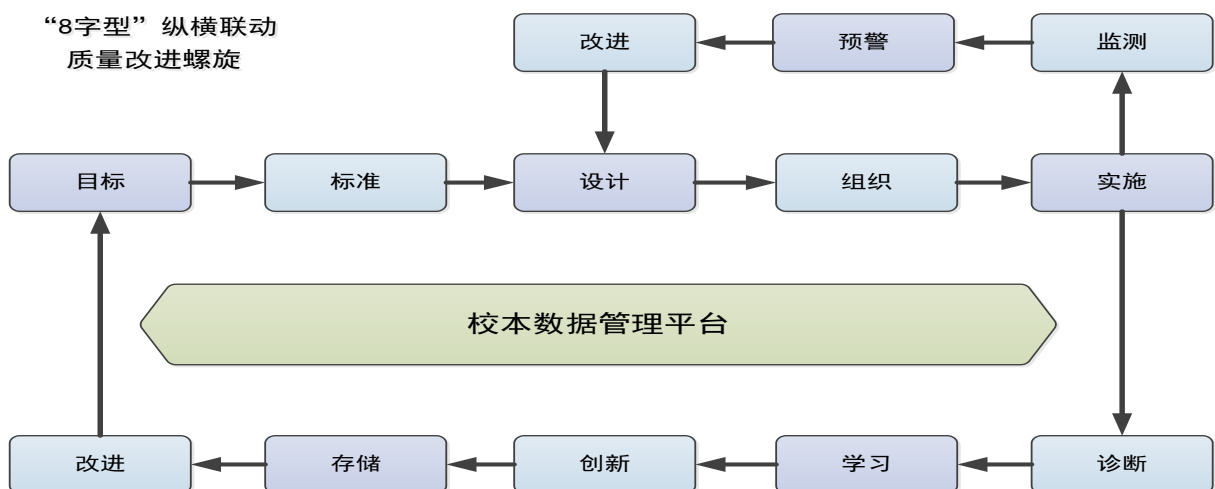 “8字型”纵横联动
质量改进螺旋
改进
预警
监测
目标
标准
设计
组织
实施
校本数据管理平台
改进
存储
创新
学习
诊断